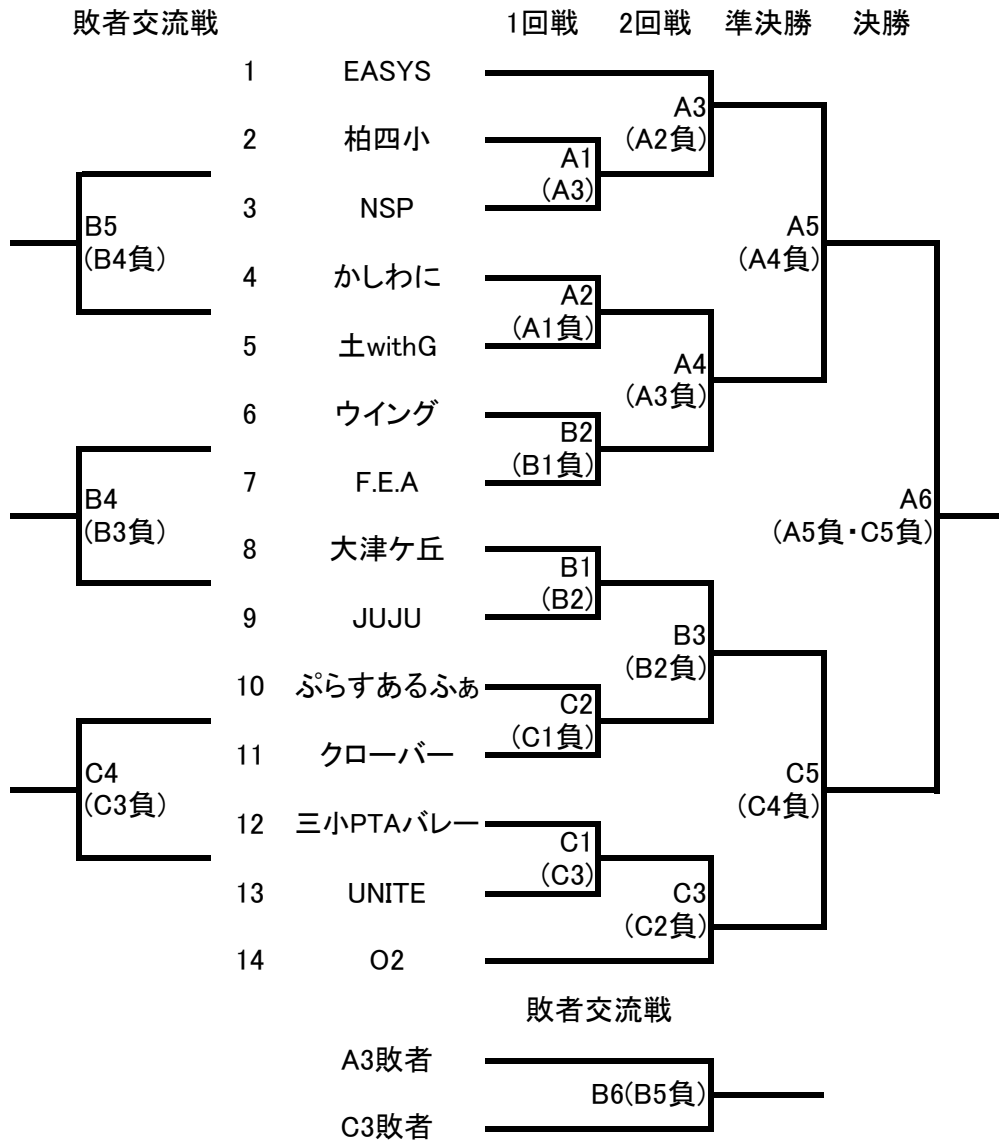 敗者交流戦 1回戦 2回戦 準決勝 決勝
1 EASYS
A3
(A2負)
2 柏四小
A1
(A3)
3 NSP
B5
(B4負)
A5
(A4負)
4 かしわに
A2
(A1負)
5 土withG
A4
(A3負)
6 ウイング
B2
(B1負)
7 F.E.A
B4
(B3負)
A6
(A5負・C5負)
8 大津ケ丘
B1
(B2)
9 JUJU
B3
(B2負)
10 ぷらすあるふぁ
C2
(C1負)
11 クローバー
C4
(C3負)
C5
(C4負)
12 三小PTAバレー
C1
(C3)
13 UNITE
C3
(C2負)
14 O2
敗者交流戦
A3敗者
B6(B5負)
C3敗者